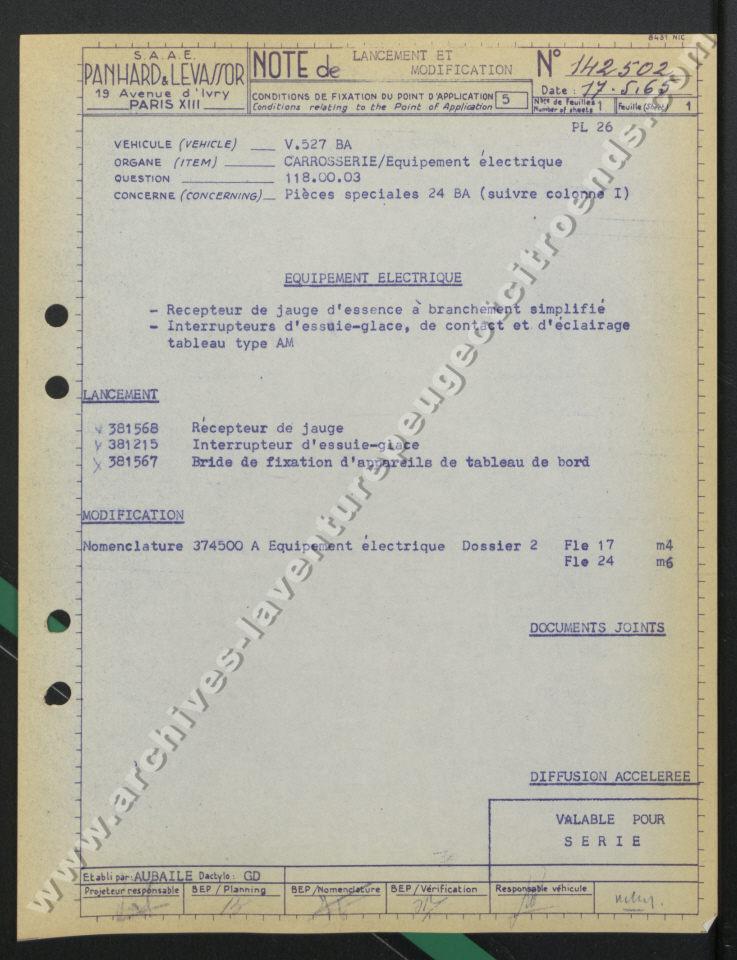 8451. NIC
S.A.A.E.
PANHARD & LEVASSOR
19 Avenue d'Ivry
PARIS XIII
NOTE de LANCEMENT ET
MODIFICATION
CONDITIONS DE FIXATION DU POINT D'APPLICATION 5
Conditions relating to the Point of Application
N° 142502
Date : 17.5.65
Nbre de feuilles 1
Number of sheets
Feuille (Sheet) 1
PL 26
VEHICULE (VEHICLE) V.527 BA
ORGANE (ITEM) CARROSSERIE/Equipement électrique
QUESTION 118.00.03
CONCERNE (CONCERNING) Pièces speciales 24 BA (suivre colonne I)
EQUIPEMENT ELECTRIQUE
- Recepteur de jauge d'essence à branchement simplifié
- Interrupteurs d'essuie-glace, de contact et d'éclairage
tableau type AM
LANCEMENT
381568 Récepteur de jauge
381215 Interrupteur d'essuie-glace
381567 Bride de fixation d'appareils de tableau de bord
MODIFICATION
Nomenclature 374500 A Equipement électrique Dossier 2 Fle 17 m4
Fle 24 m6
DOCUMENTS JOINTS
DIFFUSION ACCELEREE
VALABLE POUR
SERIE
Etabli par: AUBAILE Dactylo: GD
Projeteur responsable BEP / Planning BEP / Nomenclature BEP / Vérification Responsable véhicule
www.archives-laventurepeugeotcitroends.com